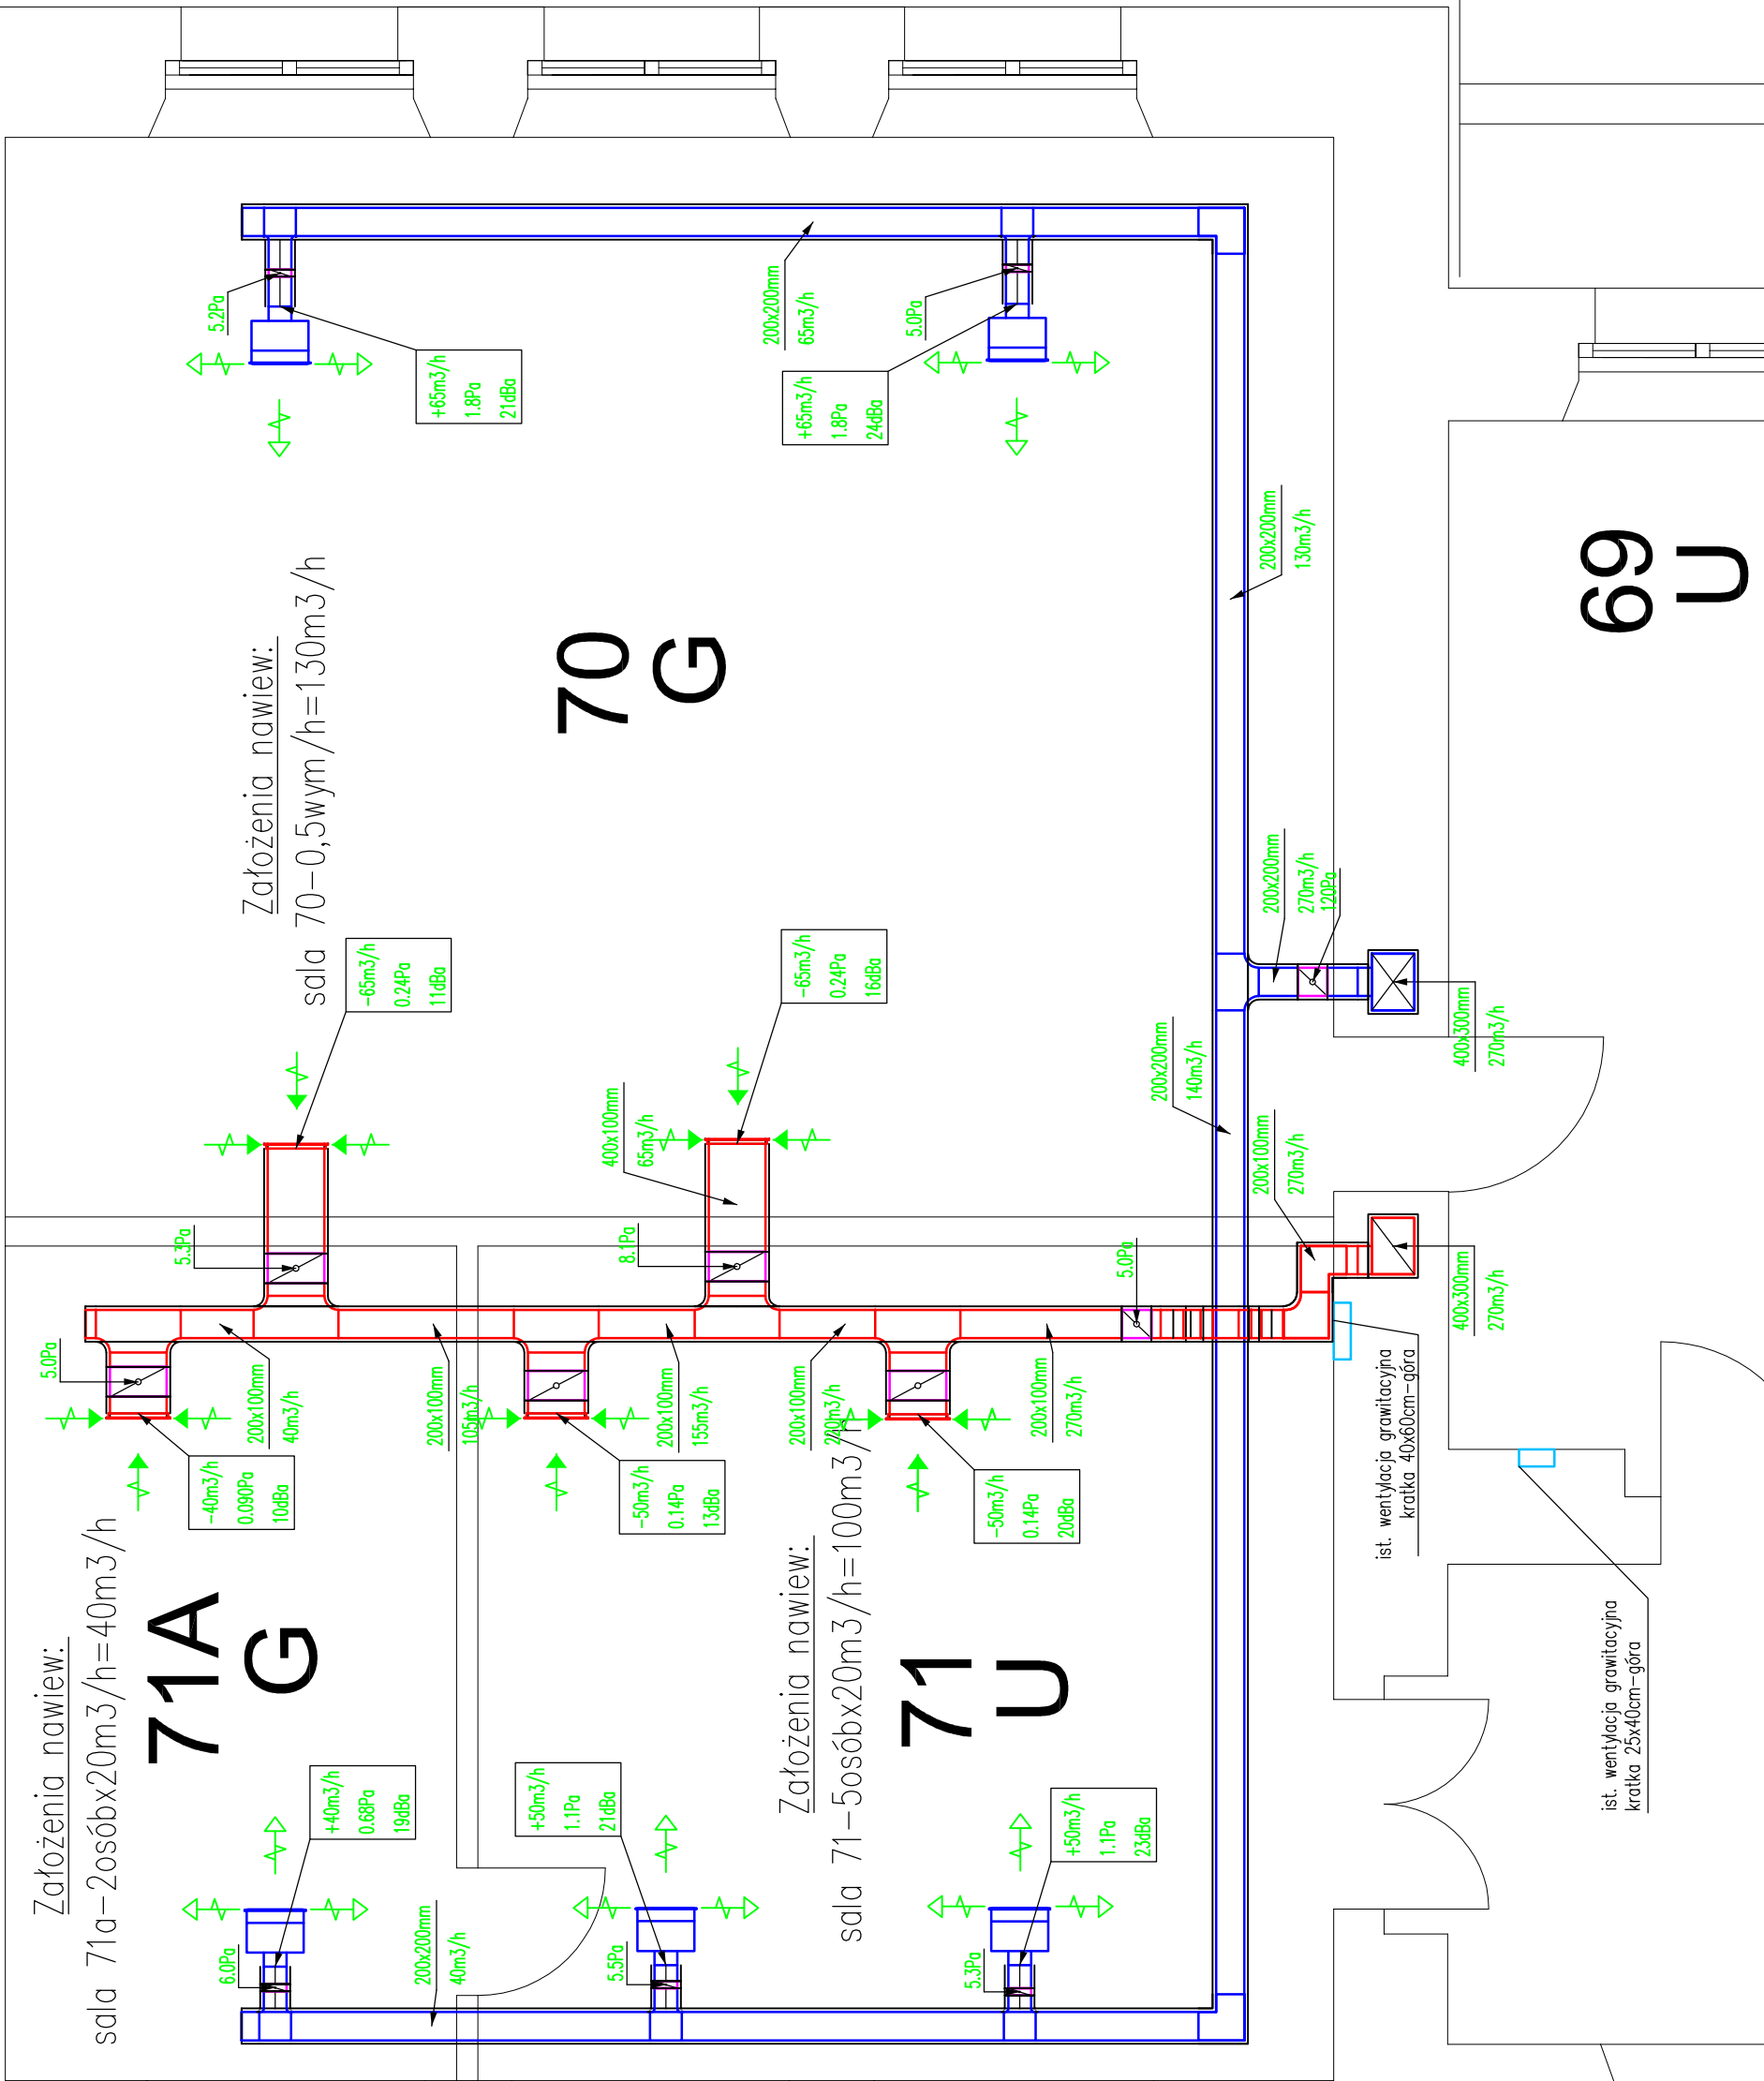 Założenia nawiew:
sala 71a-2osóbx20m3/h=40m3/h
71A
G
Założenia nawiew:
sala 70-0,5wym/h=130m3/h
70
G
Założenia nawiew:
sala 71-5osóbx20m3/h=100m3/h
71
U
69
U
5.2Pa
+65m3/h
1.8Pa
21dBa
200x200mm
65m3/h
5.0Pa
+65m3/h
1.8Pa
24dBa
200x200mm
130m3/h
-65m3/h
0.24Pa
11dBa
-65m3/h
0.24Pa
16dBa
200x200mm
270m3/h
120Pa
400x300mm
270m3/h
200x200mm
140m3/h
400x100mm
65m3/h
200x100mm
270m3/h
5.3Pa
8.1Pa
5.0Pa
400x300mm
270m3/h
5.0Pa
200x100mm
40m3/h
200x100mm
105m3/h
200x100mm
155m3/h
200x100mm
220m3/h
200x100mm
270m3/h
-40m3/h
0.090Pa
10dBa
-50m3/h
0.14Pa
13dBa
-50m3/h
0.14Pa
20dBa
ist. wentylacja grawitacyjna
kratka 40x60cm-góra
ist. wentylacja grawitacyjna
kratka 25x40cm-góra
+40m3/h
0.68Pa
19dBa
+50m3/h
1.1Pa
21dBa
+50m3/h
1.1Pa
23dBa
6.0Pa
200x200mm
40m3/h
5.5Pa
5.3Pa